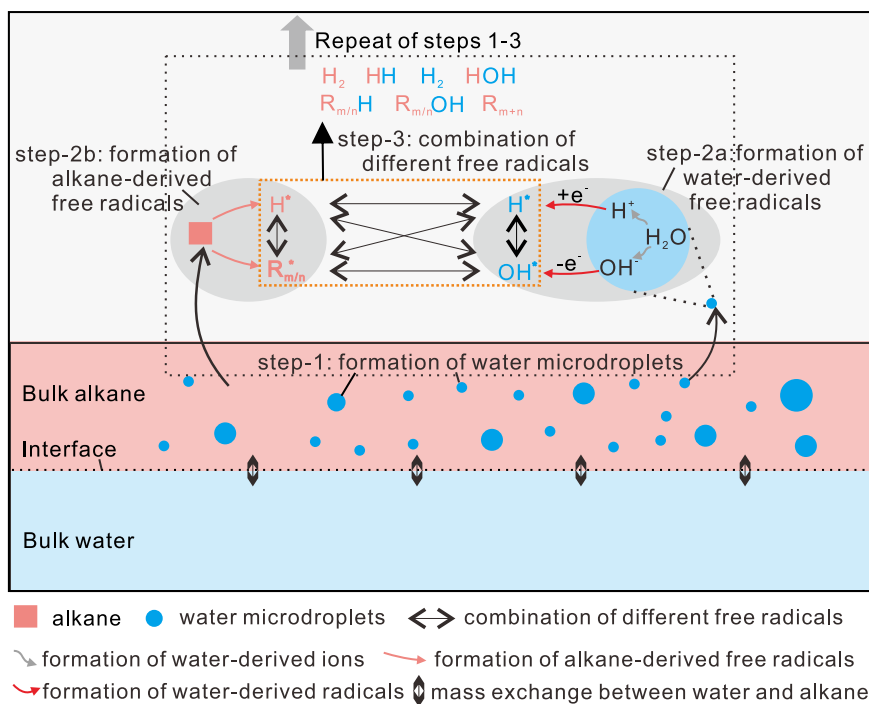 Repeat of steps 1-3
H₂ HH H₂ HOH
Rₘ/ₙH Rₘ/ₙOH Rₘ₊ₙ
step-3: combination of
different free radicals
step-2b: formation of
alkane-derived
free radicals
step-2a:formation of
water-derived
free radicals
H* H* +e⁻ H⁺
H₂O
R*ₘ/ₙ OH* -e⁻ OH⁻
step-1: formation of water microdroplets
Bulk alkane
Interface
Bulk water
alkane water microdroplets combination of different free radicals
formation of water-derived ions formation of alkane-derived free radicals
formation of water-derived radicals mass exchange between water and alkane